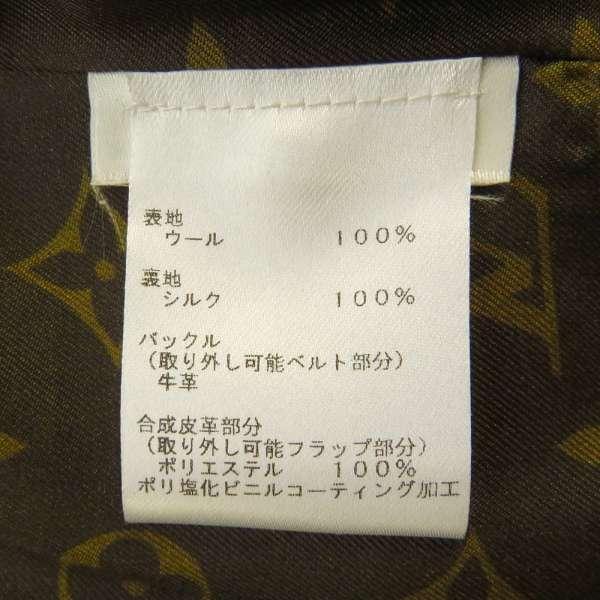 表地
ウール 100%
裏地
シルク 100%
バックル
(取り外し可能ベルト部分)
牛革
合成皮革部分
(取り外し可能フラップ部分)
ポリエステル 100%
ポリ塩化ビニルコーティング加工